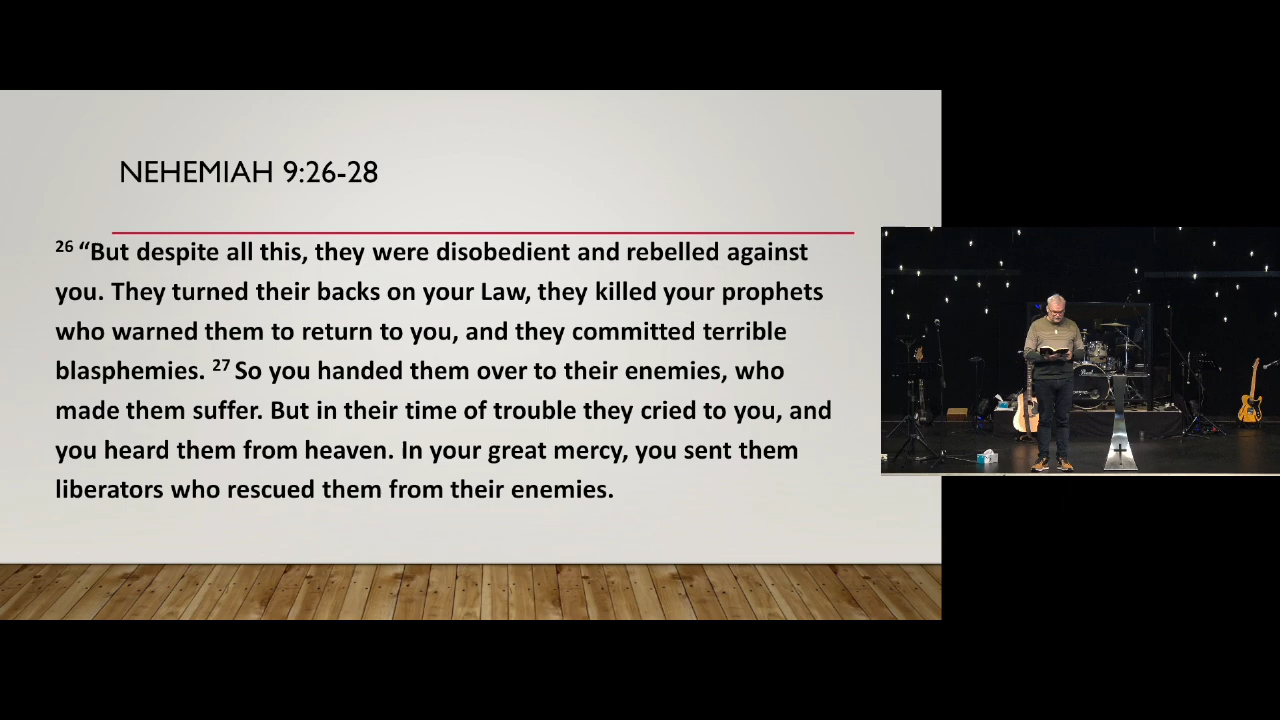 NEHEMIAH 9:26-28
26 “But despite all this, they were disobedient and rebelled against
you. They turned their backs on your Law, they killed your prophets
who warned them to return to you, and they committed terrible
blasphemies. 27 So you handed them over to their enemies, who
made them suffer. But in their time of trouble they cried to you, and
you heard them from heaven. In your great mercy, you sent them
liberators who rescued them from their enemies.